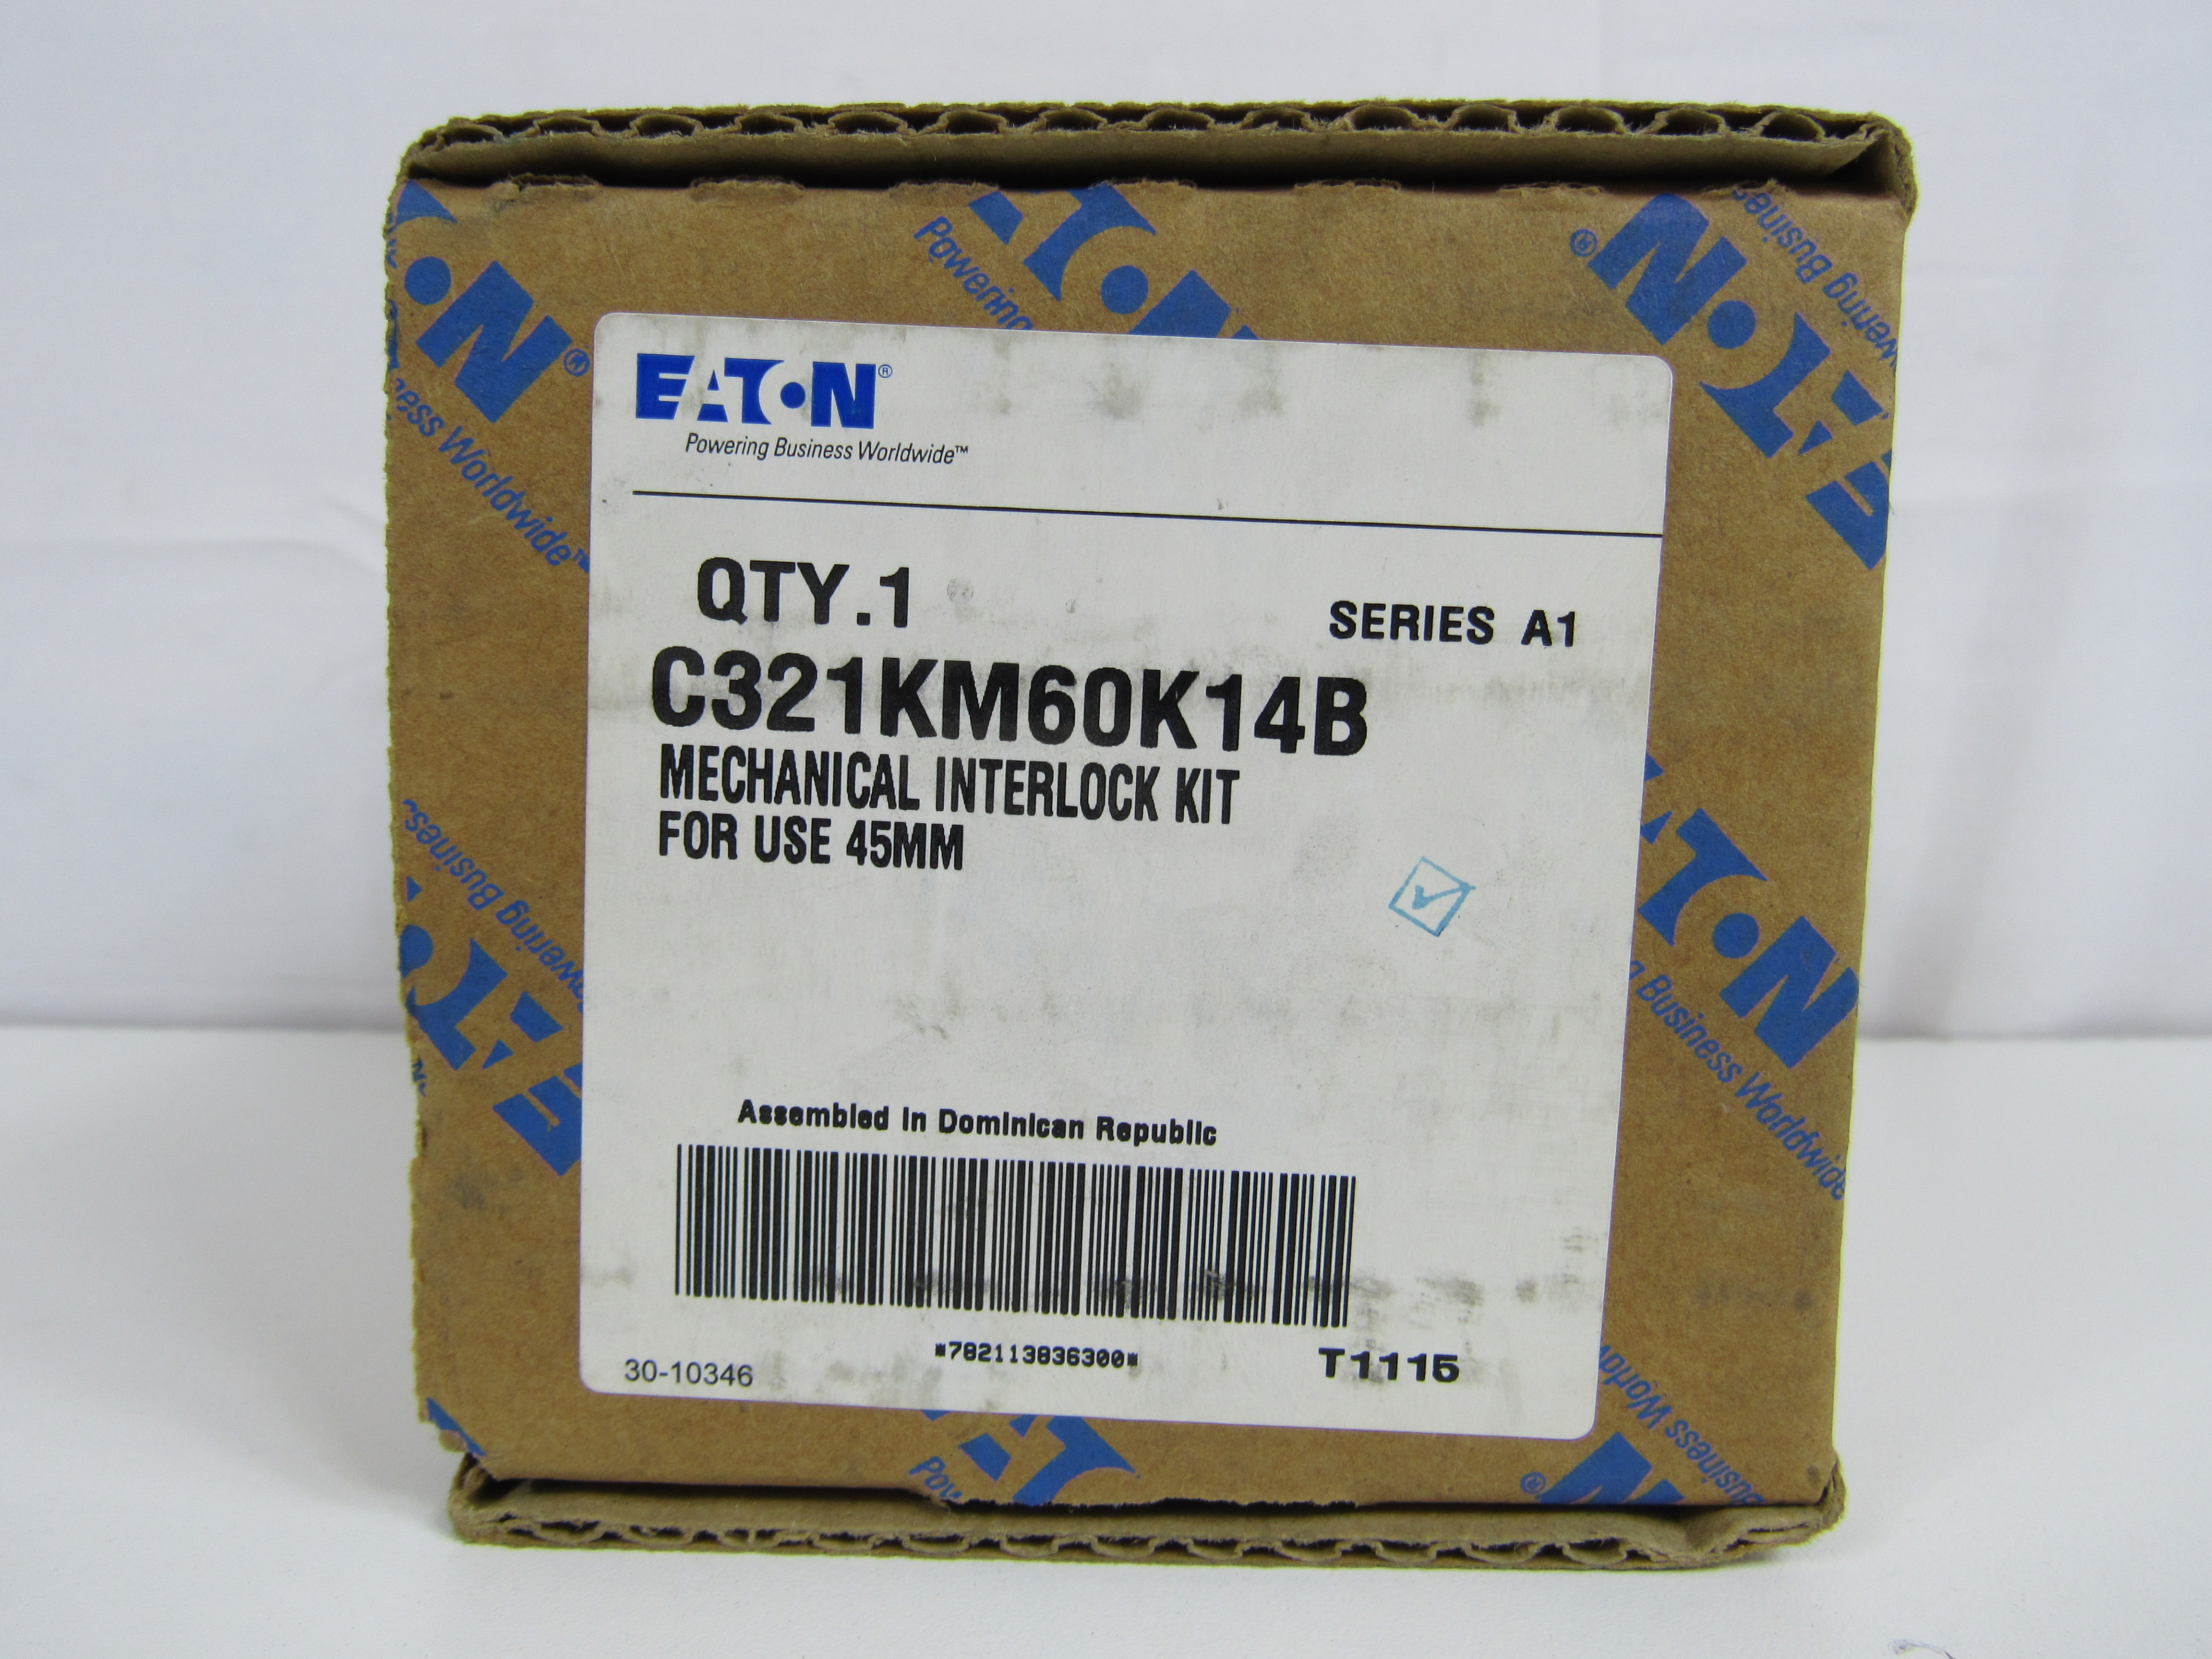 EATON®
Powering Business Worldwide™
QTY.1
SERIES A1
C321KM60K14B
MECHANICAL INTERLOCK KIT
FOR USE 45MM
Assembled in Dominican Republic
*782113836300*
30-10346
T1115